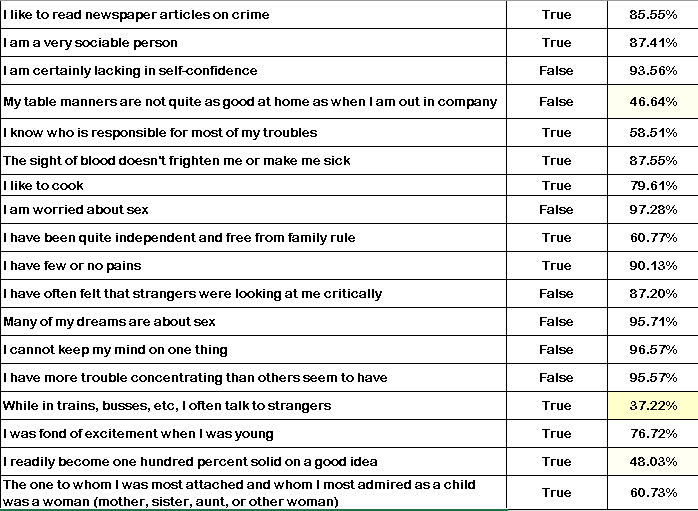 I like to read newspaper articles on crime True 85.55%
I am a very sociable person True 87.41%
I am certainly lacking in self-confidence False 93.56%
My table manners are not quite as good at home as when I am out in company False 46.64%
I know who is responsible for most of my troubles True 58.51%
The sight of blood doesn't frighten me or make me sick True 87.55%
I like to cook True 79.61%
I am worried about sex False 97.28%
I have been quite independent and free from family rule True 60.77%
I have few or no pains True 90.13%
I have often felt that strangers were looking at me critically False 87.20%
Many of my dreams are about sex False 95.71%
I cannot keep my mind on one thing False 96.57%
I have more trouble concentrating than others seem to have False 95.57%
While in trains, busses, etc, I often talk to strangers True 37.22%
I was fond of excitement when I was young True 76.72%
I readily become one hundred percent solid on a good idea True 48.03%
The one to whom I was most attached and whom I most admired as a child
was a woman (mother, sister, aunt, or other woman) True 60.73%